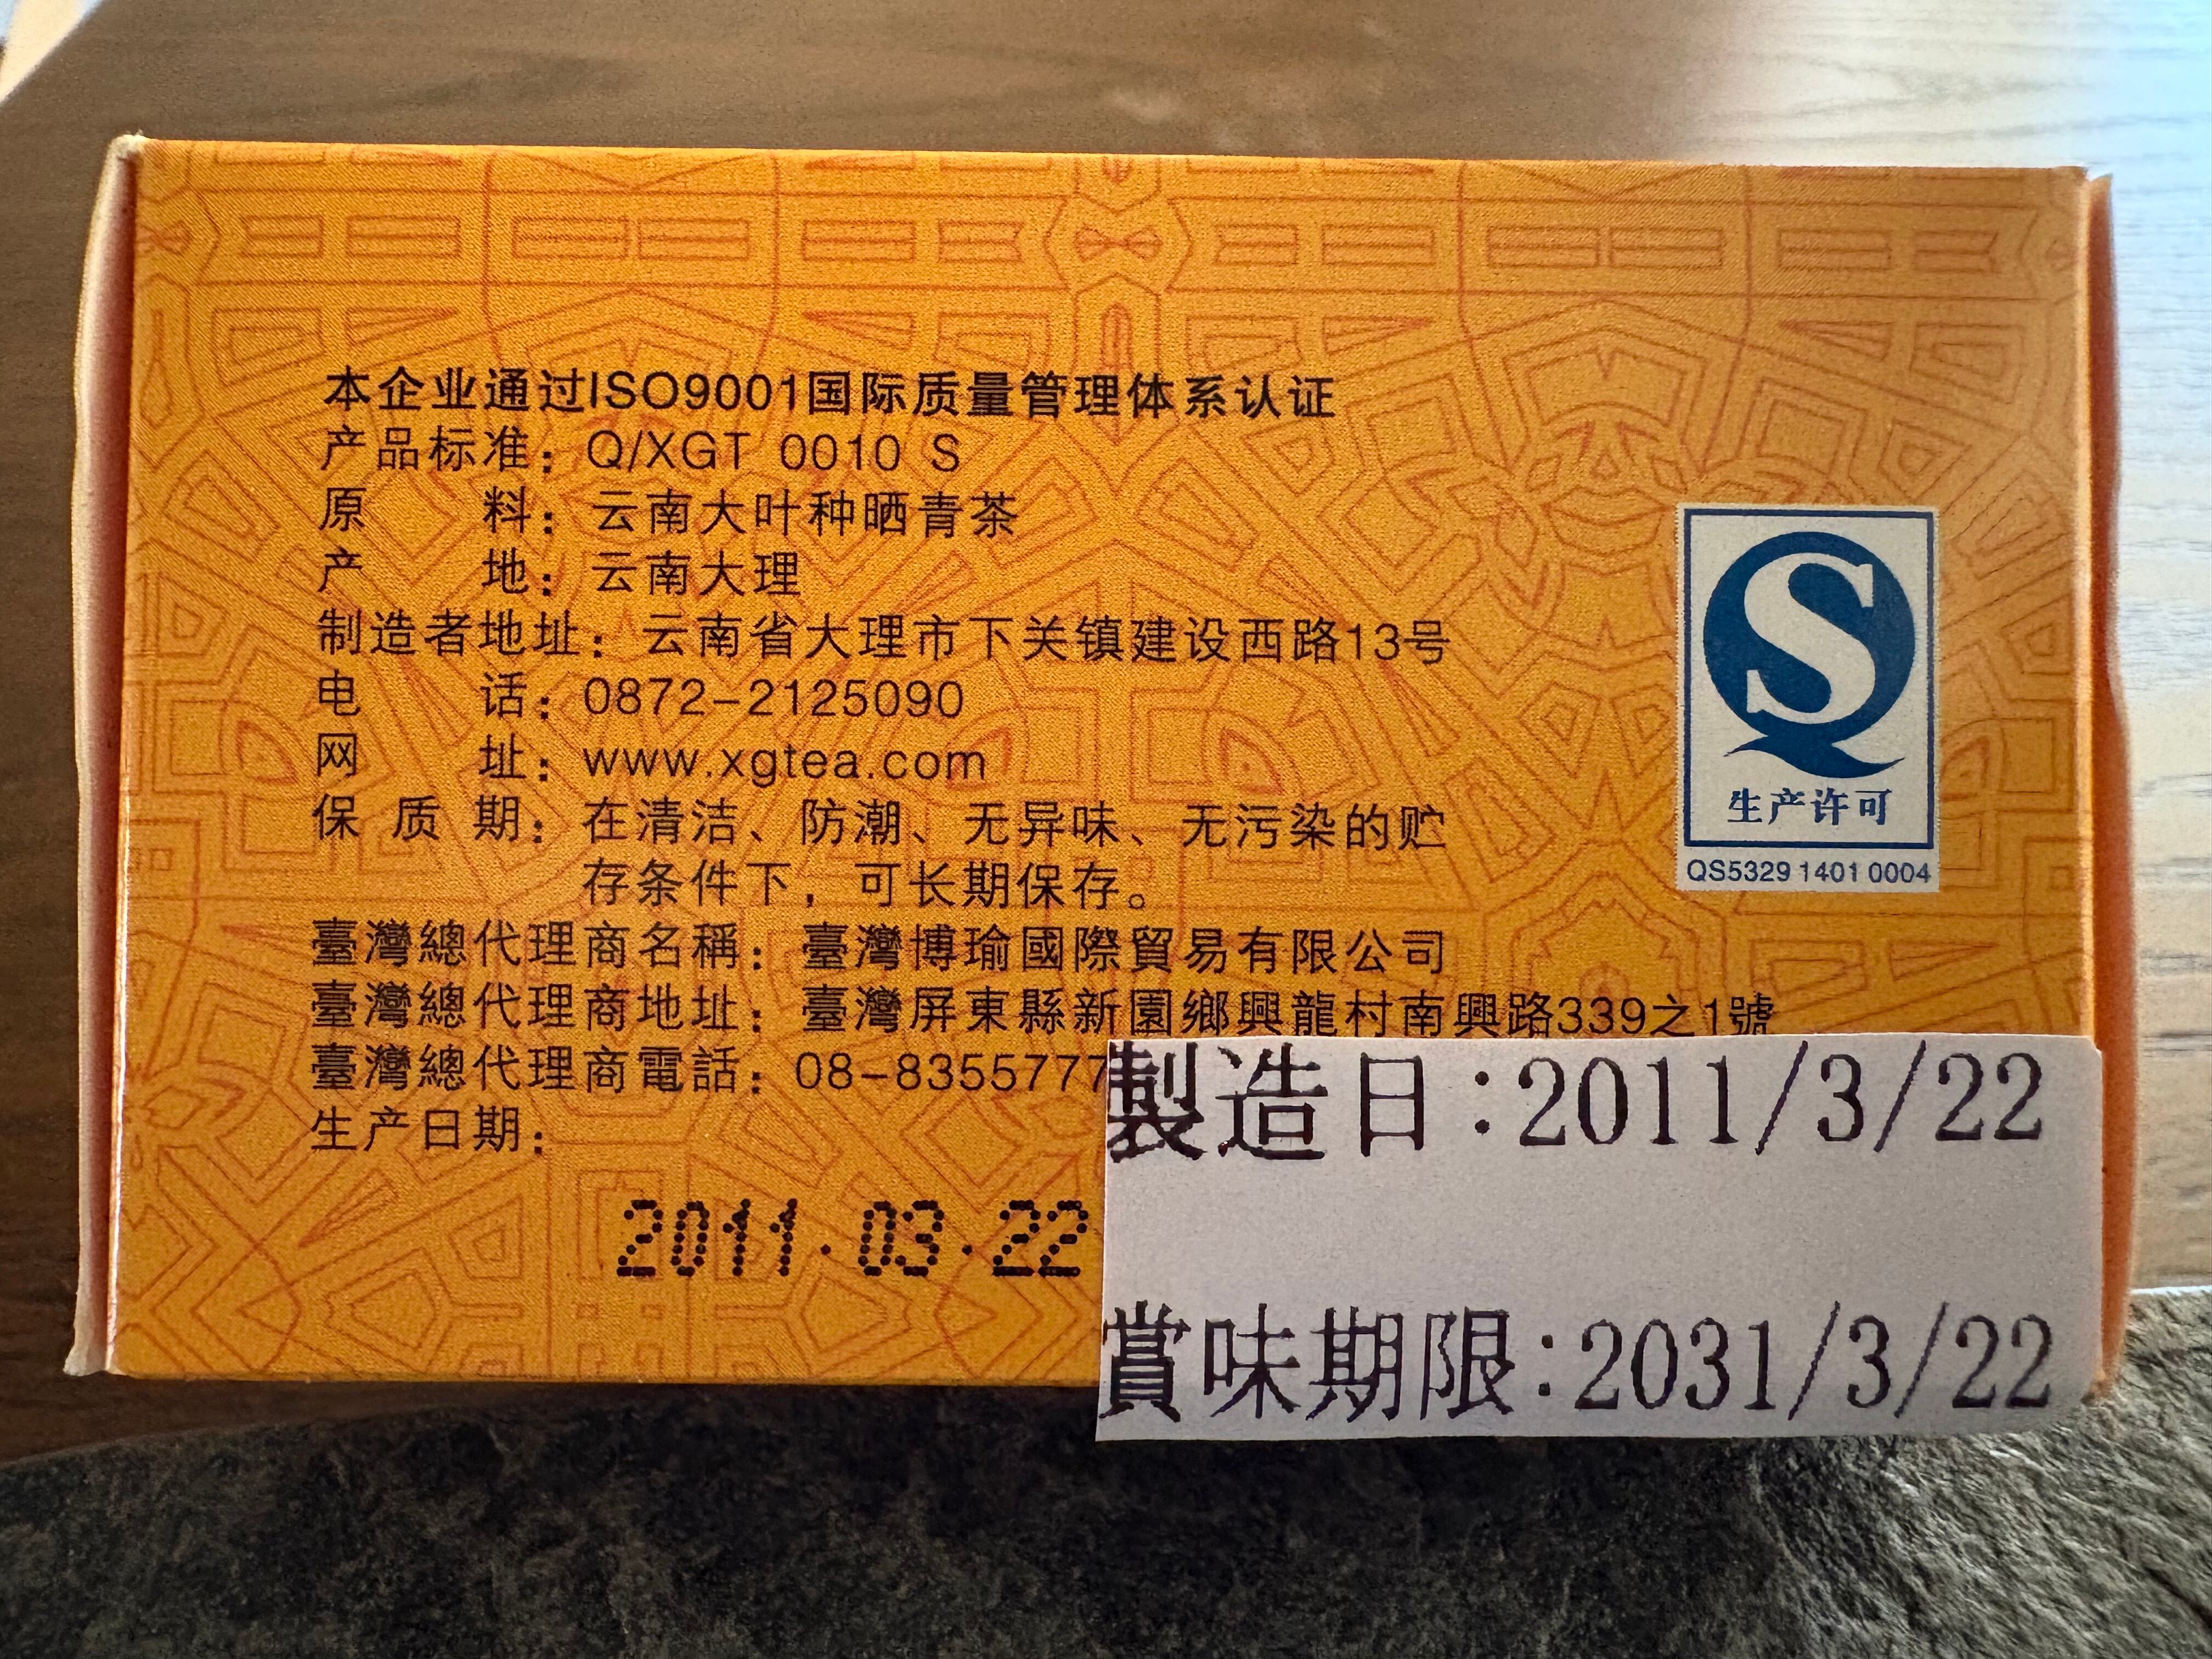 本企业通过ISO9001国际质量管理体系认证
产品标准：Q/XGT 0010 S
原料：云南大叶种晒青茶
产地：云南大理
制造者地址：云南省大理市下关镇建设西路13号
电话：0872-2125090
网址：www.xgtea.com
保质期：在清洁、防潮、无异味、无污染的贮
存条件下，可长期保存。
臺灣總代理商名稱：臺灣博瑜國際貿易有限公司
臺灣總代理商地址：臺灣屏東縣新園鄉興龍村南興路339之1號
臺灣總代理商電話：08-8355777
生产日期：
2011.03.22
S
生产许可
QS5329 1401 0004
製造日:2011/3/22
賞味期限:2031/3/22